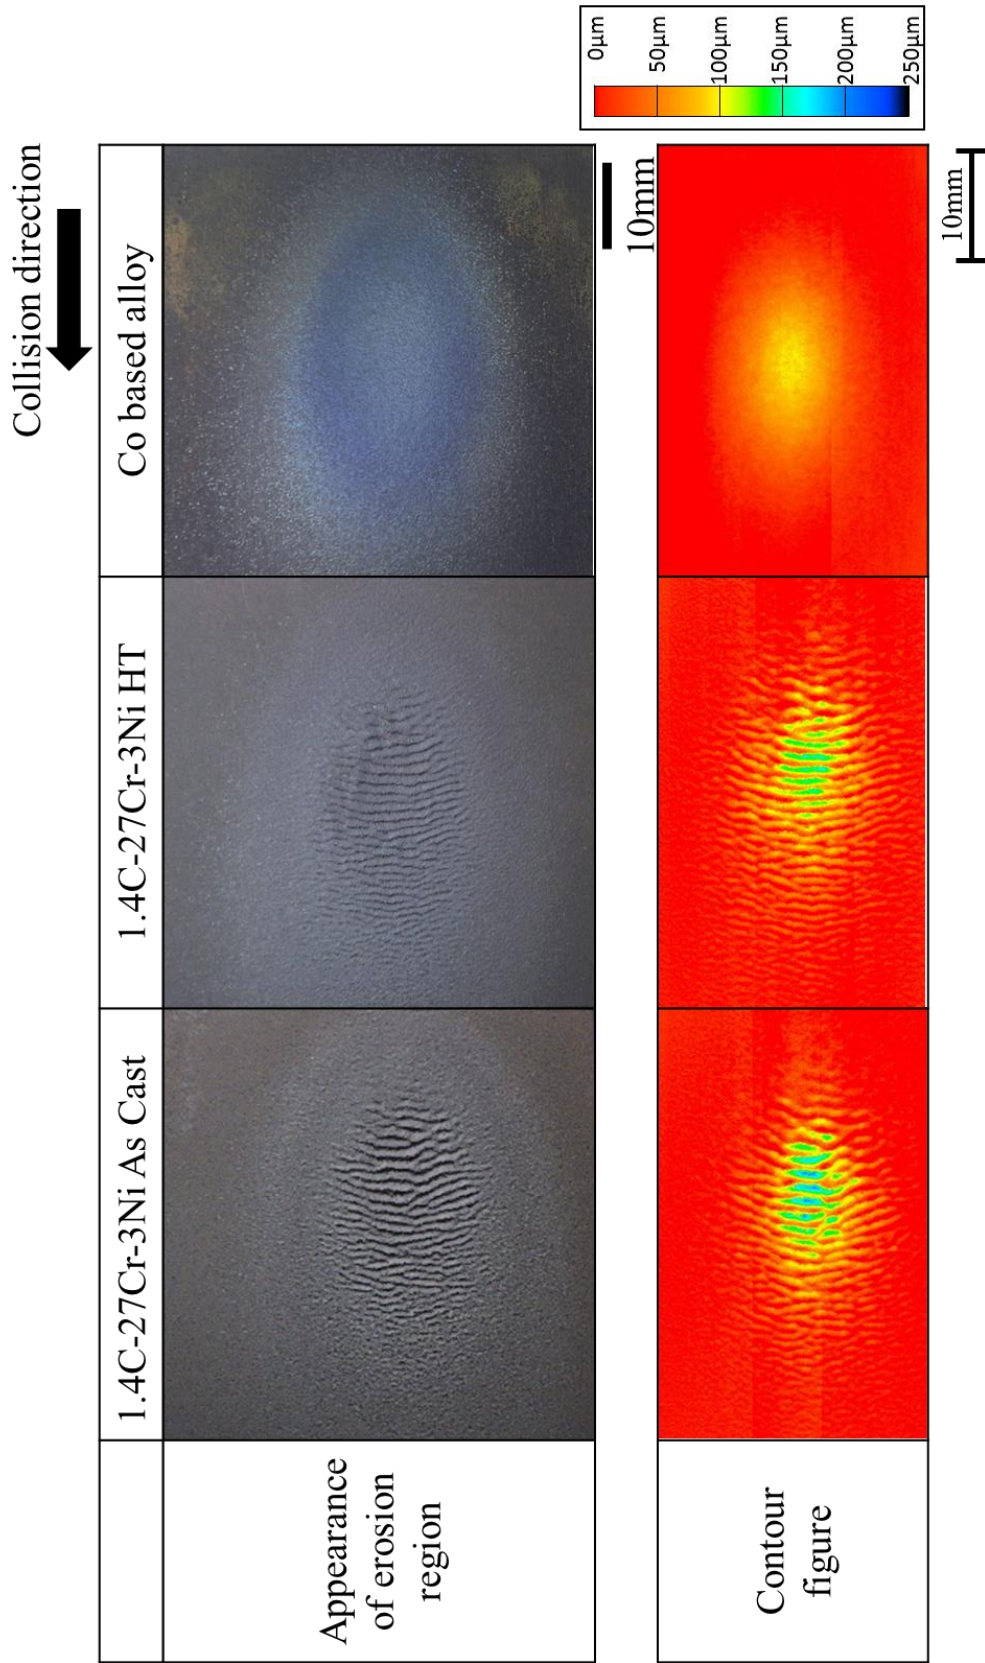 Collision direction
1.4C-27Cr-3Ni As Cast
1.4C-27Cr-3Ni HT
Co based alloy
Appearance
of erosion
region
10mm
Contour
figure
0µm
50µm
100µm
150µm
200µm
250µm
10mm